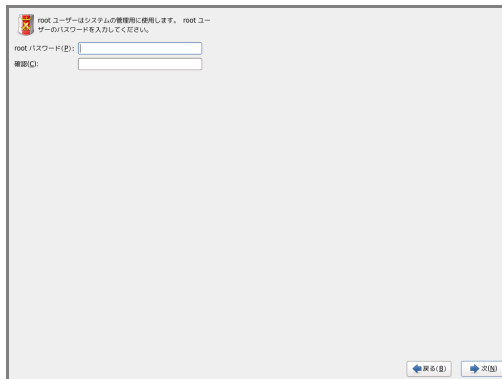 root ユーザーはシステムの管理用に使用します。 root ユー
ザーのパスワードを入力してください。
root パスワード(P):
確認(C):
戻る(B)
次(N)